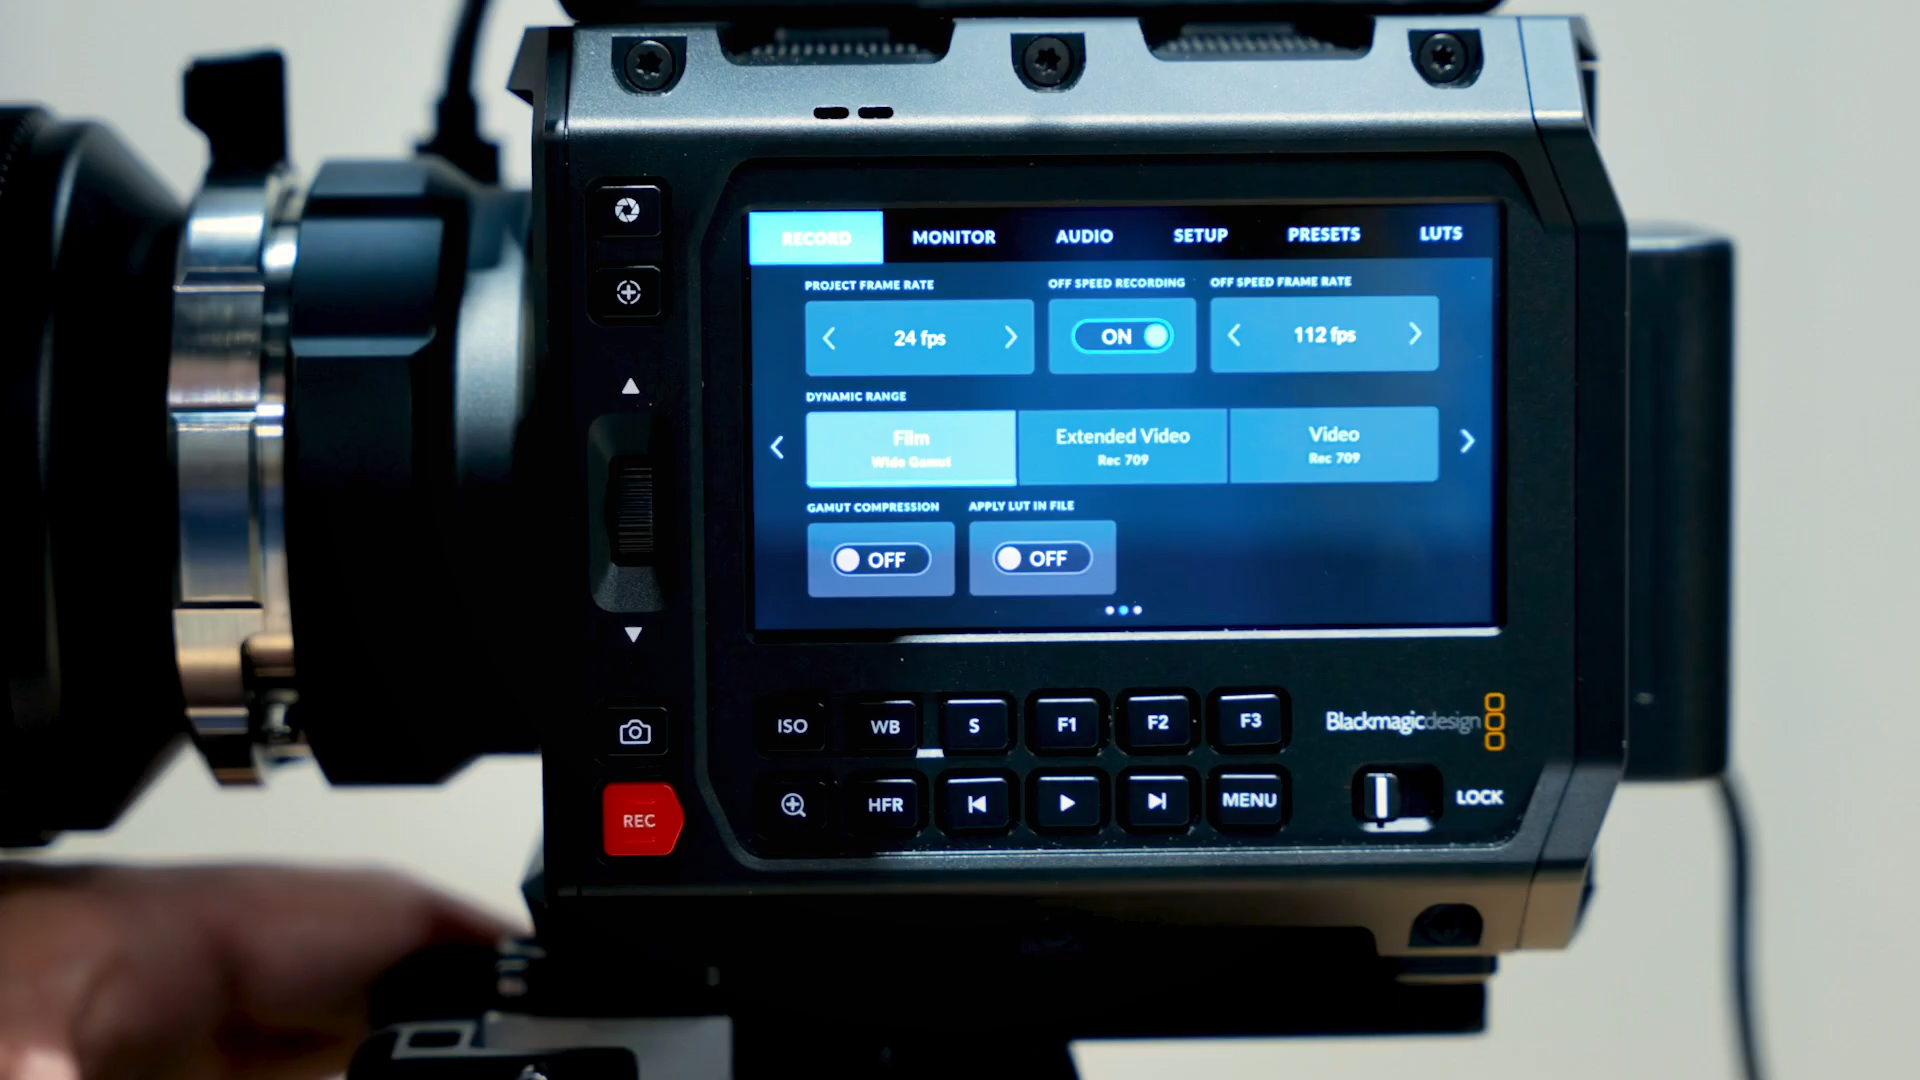 RECORD MONITOR AUDIO SETUP PRESETS LUTS
PROJECT FRAME RATE OFF SPEED RECORDING OFF SPEED FRAME RATE
24 fps ON 112 fps
DYNAMIC RANGE
Film Extended Video Video
Wide Gamut Rec 709 Rec 709
GAMUT COMPRESSION APPLY LUT IN FILE
OFF OFF
ISO WB S F1 F2 F3 Blackmagicdesign
REC HFR MENU LOCK